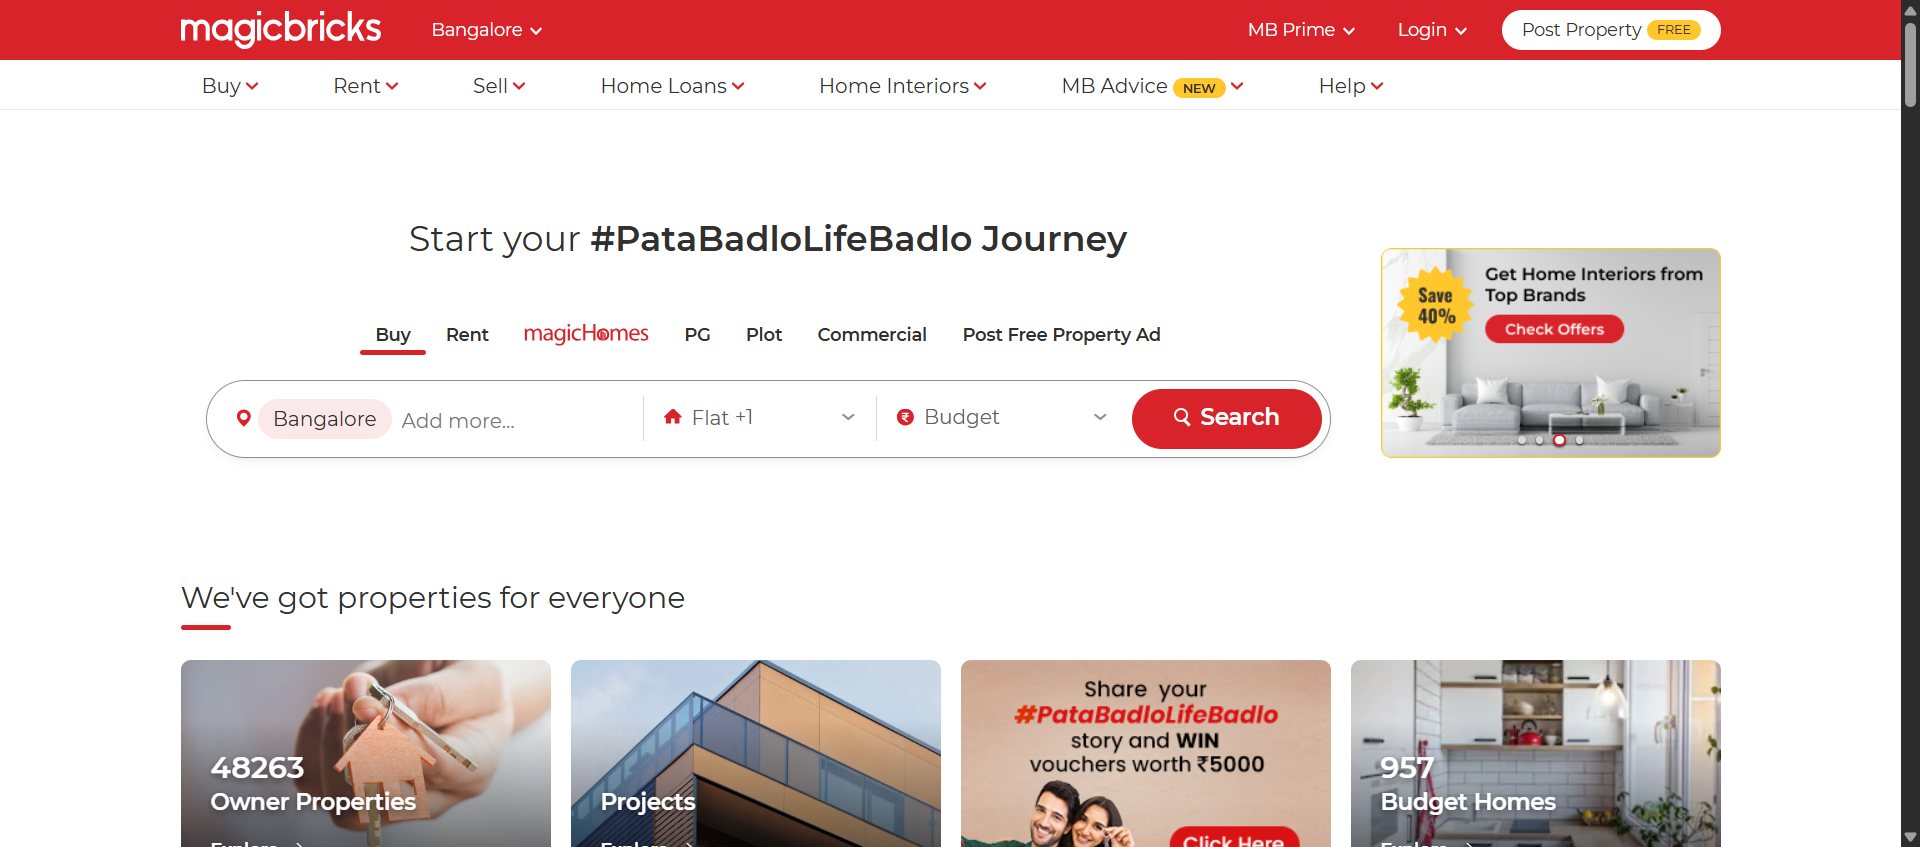 magicbricks
Bangalore
MB Prime
Login
Post Property FREE
Buy
Rent
Sell
Home Loans
Home Interiors
MB Advice NEW
Help
Start your #PataBadloLifeBadlo Journey
Buy
Rent
magicHomes
PG
Plot
Commercial
Post Free Property Ad
Bangalore
Add more...
Flat +1
Budget
Search
Save
40%
Get Home Interiors from
Top Brands
Check Offers
We've got properties for everyone
48263
Owner Properties
Explore
Projects
Explore
Share your
#PataBadloLifeBadlo
story and WIN
vouchers worth ₹5000
Click Here
957
Budget Homes
Explore